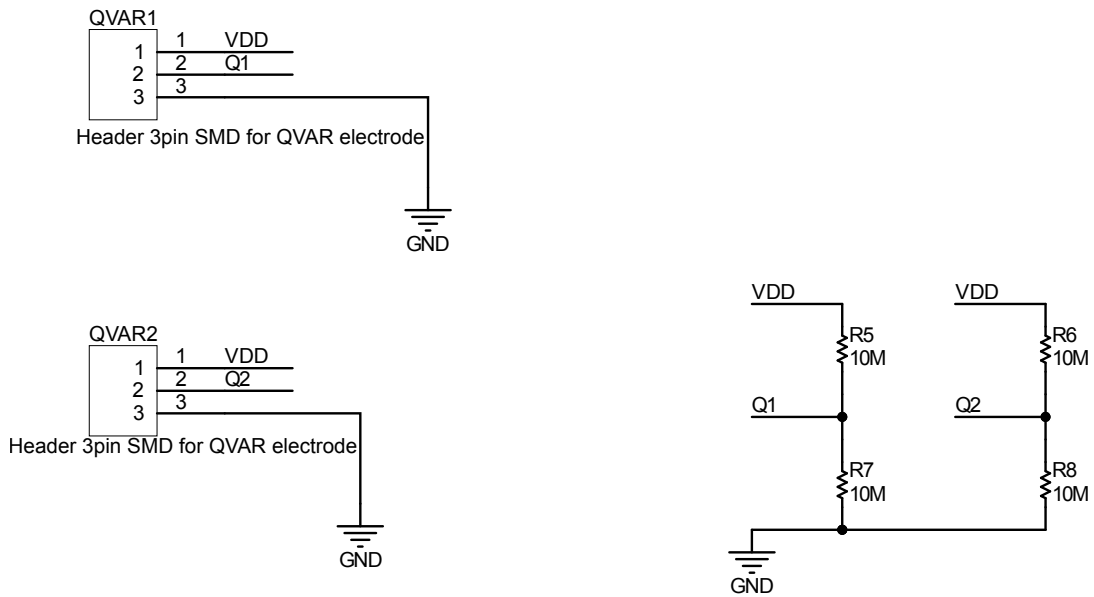 QVAR1
1 1 VDD
2 2 Q1
3 3
Header 3pin SMD for QVAR electrode
GND
QVAR2
1 1 VDD
2 2 Q2
3 3
Header 3pin SMD for QVAR electrode
GND
VDD VDD
R5 R6
10M 10M
Q1 Q2
R7 R8
10M 10M
GND